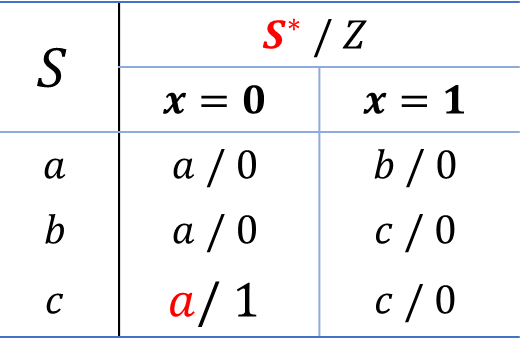 S S* / Z
x = 0 x = 1
a a / 0 b / 0
b a / 0 c / 0
c a / 1 c / 0